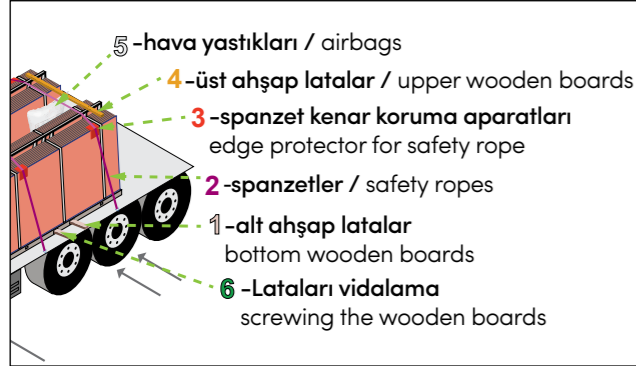 5 -hava yastıkları / airbags
4 -üst ahşap latalar / upper wooden boards
3 -spanzet kenar koruma aparatları
edge protector for safety rope
2 -spanzetler / safety ropes
1 -alt ahşap latalar
bottom wooden boards
6 -Lataları vidalama
screwing the wooden boards